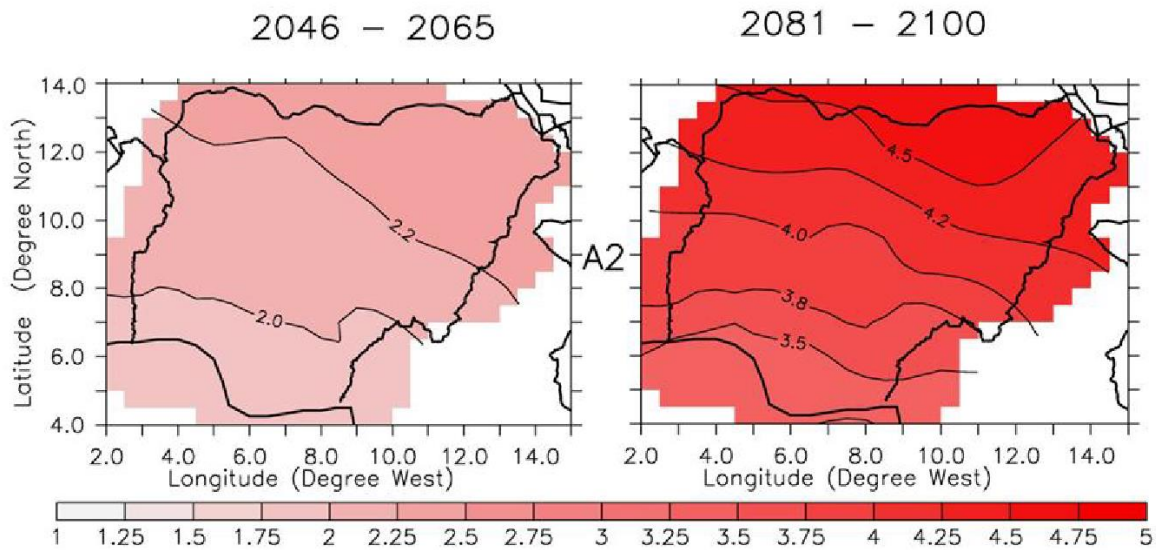 2046 – 2065
2081 – 2100
14.0
12.0
10.0
8.0
6.0
4.0
Latitude (Degree North)
2.2
2.0
A2
4.5
4.2
4.0
3.8
3.5
2.0 4.0 6.0 8.0 10.0 12.0 14.0
2.0 4.0 6.0 8.0 10.0 12.0 14.0
Longitude (Degree West)
Longitude (Degree West)
1 1.25 1.5 1.75 2 2.25 2.5 2.75 3 3.25 3.5 3.75 4 4.25 4.5 4.75 5